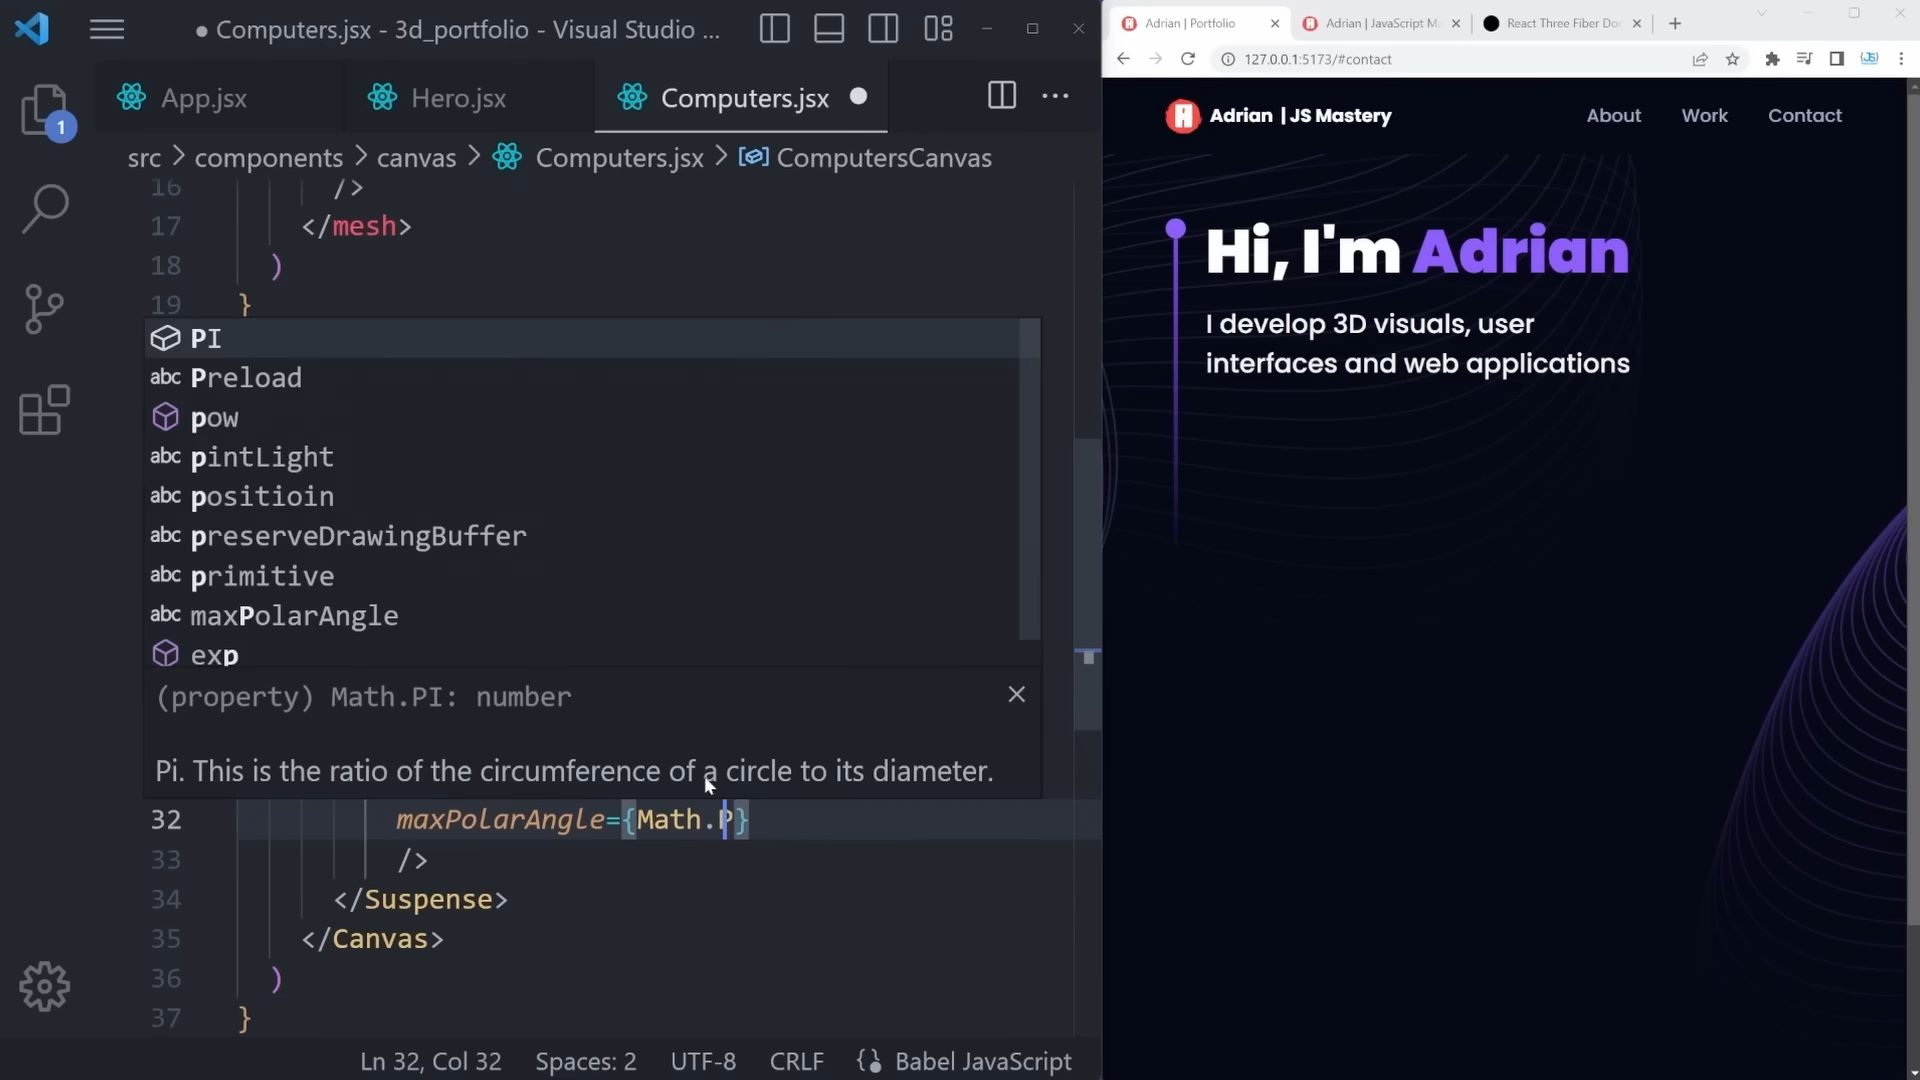 Computers.jsx - 3d_portfolio - Visual Studio ...
App.jsx
Hero.jsx
Computers.jsx
src > components > canvas > Computers.jsx > ComputersCanvas
1
16 />
17 </mesh>
18 )
19 }
PI
Preload
pow
pintLight
positioin
preserveDrawingBuffer
primitive
maxPolarAngle
exp
(property) Math.PI: number
Pi. This is the ratio of the circumference of a circle to its diameter.
32 maxPolarAngle={Math.P}
33 />
34 </Suspense>
35 </Canvas>
36 )
37 }
Ln 32, Col 32 Spaces: 2 UTF-8 CRLF Babel JavaScript
Adrian | Portfolio
Adrian | JavaScript Ma
React Three Fiber Doc
127.0.0.1:5173/#contact
Adrian | JS Mastery
About
Work
Contact
Hi, I'm Adrian
I develop 3D visuals, user
interfaces and web applications